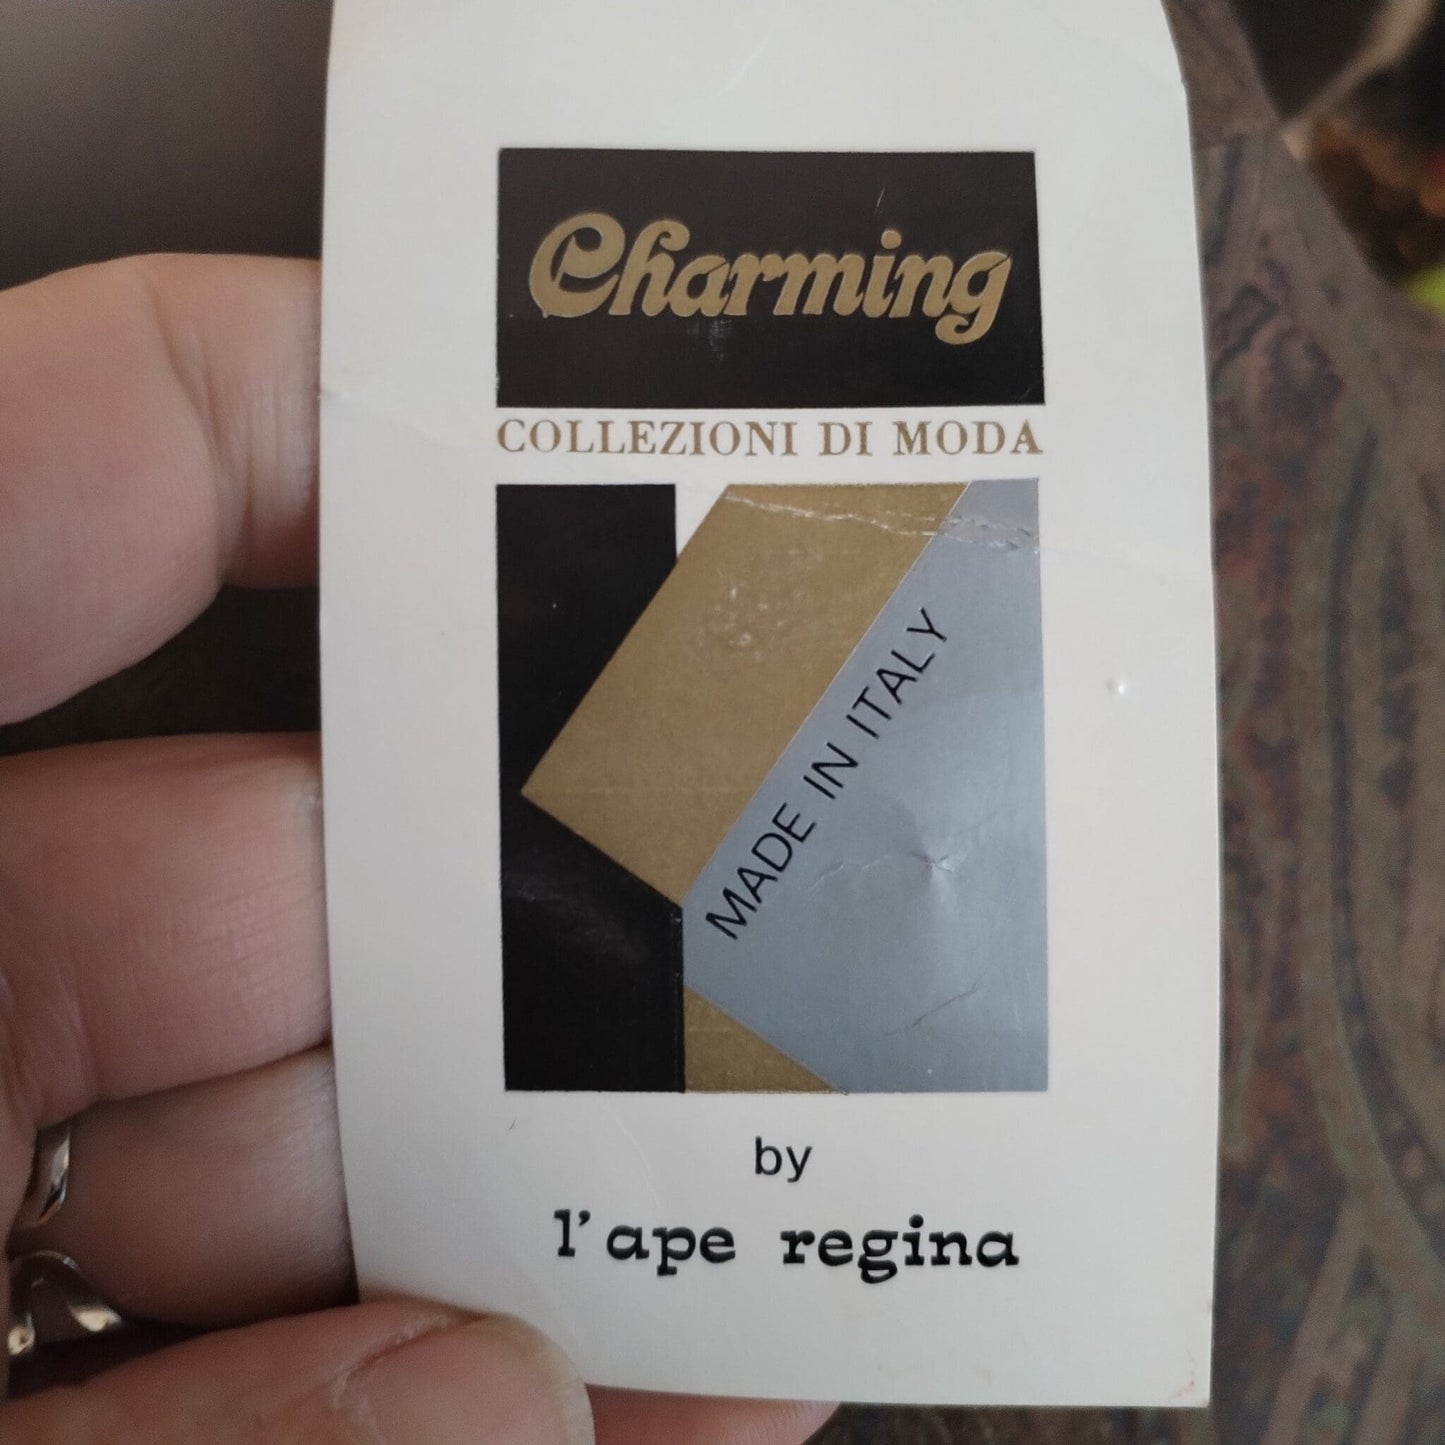 Charming
COLLEZIONI DI MODA
MADE IN ITALY
by
l'ape regina